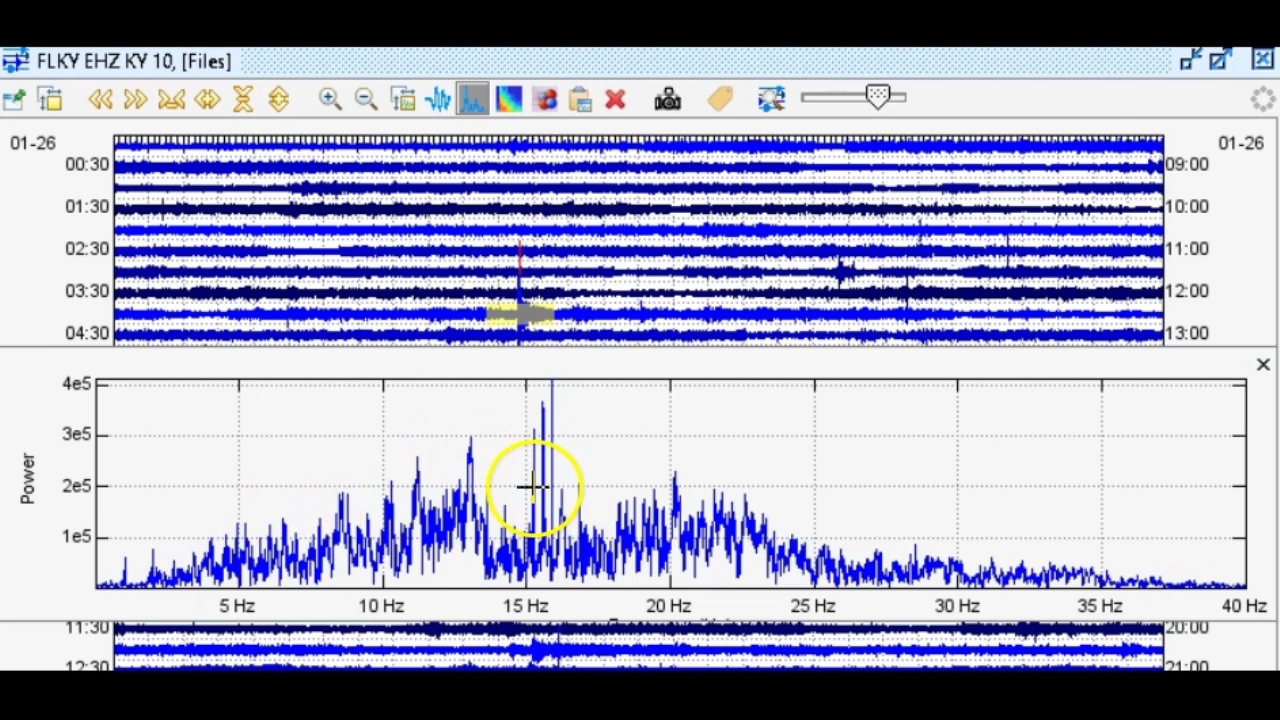 FLKY EHZ KY 10, [Files]
01-26 01-26
00:30 09:00
01:30 10:00
02:30 11:00
03:30 12:00
04:30 13:00
4e5
3e5
2e5
1e5
Power
5 Hz 10 Hz 15 Hz 20 Hz 25 Hz 30 Hz 35 Hz 40 Hz
11:30 20:00
12:30 21:00